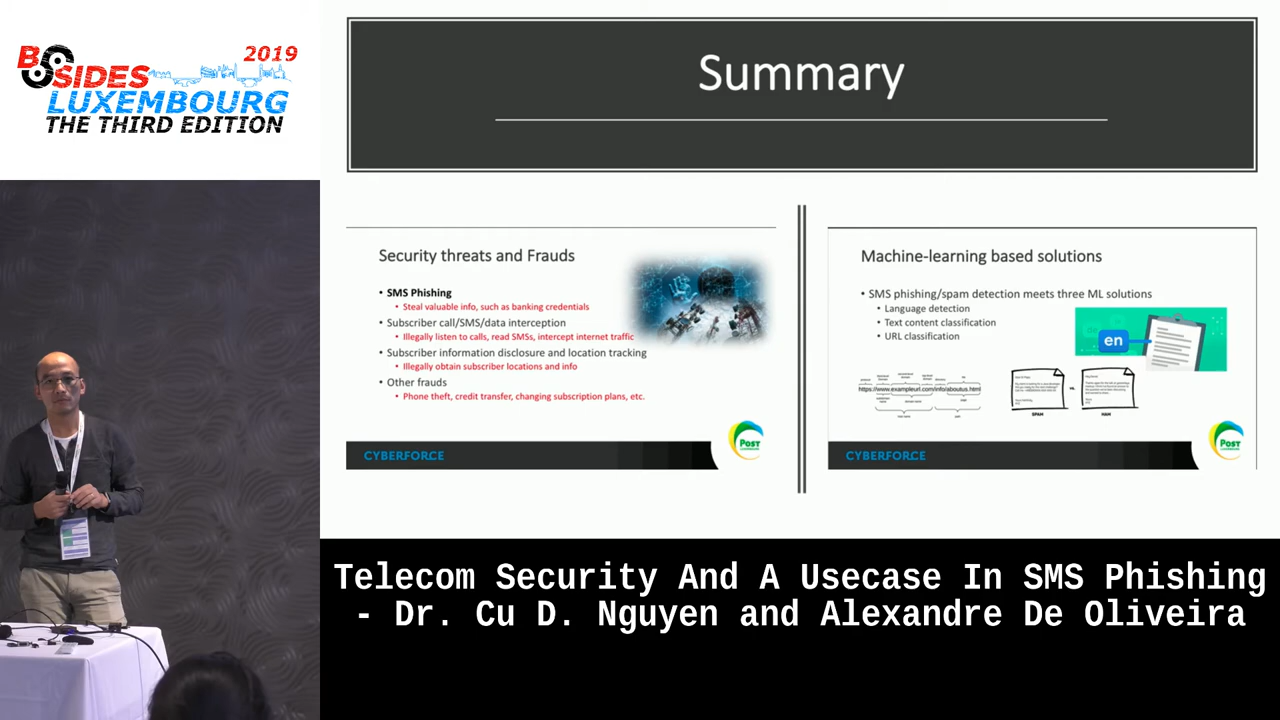 2019
BSIDES
LUXEMBOURG
THE THIRD EDITION
Summary
Security threats and Frauds
• SMS Phishing
• Steal valuable info, such as banking credentials
• Subscriber call/SMS/data interception
• Illegally listen to calls, read SMSs, intercept internet traffic
• Subscriber information disclosure and location tracking
• Illegally obtain subscriber locations and info
• Other frauds
• Phone theft, credit transfer, changing subscription plans, etc.
CYBERFORCE
POST
LUXEMBOURG
Machine-learning based solutions
• SMS phishing/spam detection meets three ML solutions
• Language detection
• Text content classification
• URL classification
en
https://www.exampleurl.com/info/aboutus.html
SPAM
VS.
HAM
CYBERFORCE
POST
LUXEMBOURG
Telecom Security And A Usecase In SMS Phishing
- Dr. Cu D. Nguyen and Alexandre De Oliveira